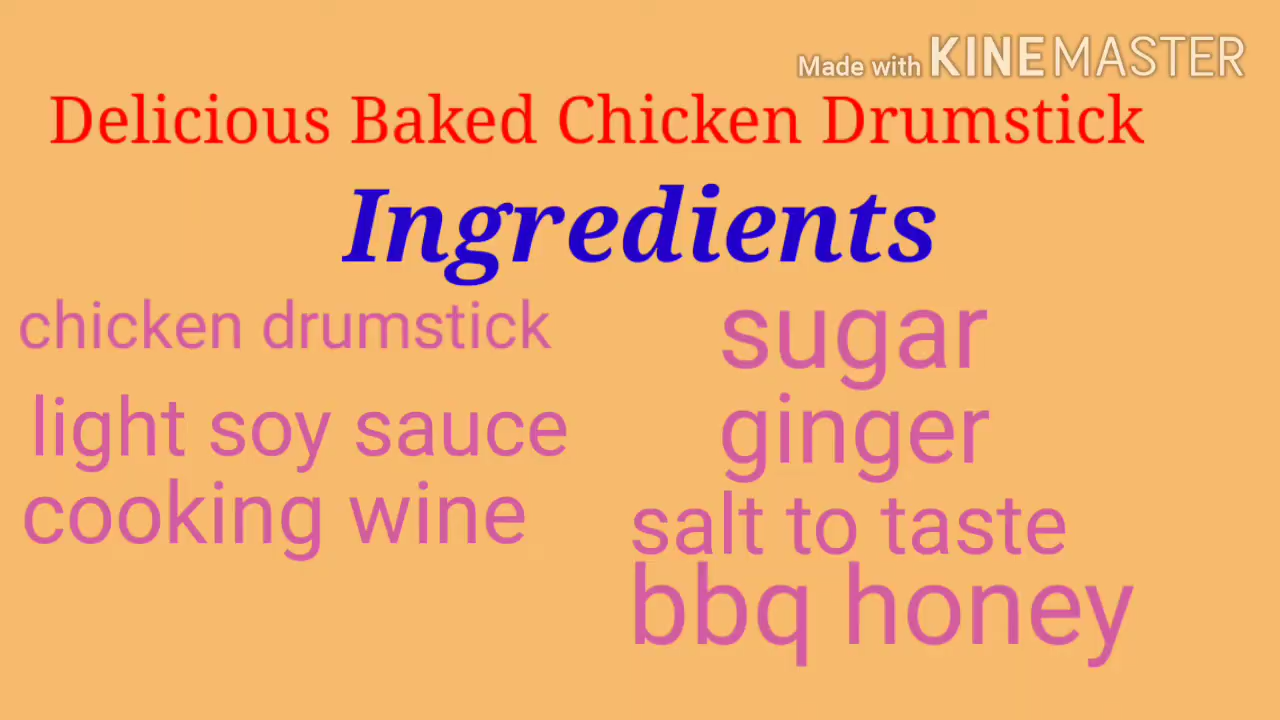 Made with KINEMASTER
Delicious Baked Chicken Drumstick
Ingredients
chicken drumstick
light soy sauce
cooking wine
sugar
ginger
salt to taste
bbq honey